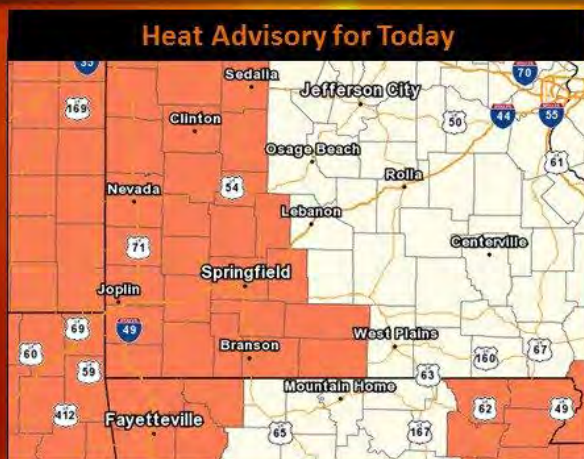 Heat Advisory for Today
35
Sedalia
70
169
Jefferson City
Clinton
44
55
50
Osage Beach
61
Rolla
Nevada
54
Lebanon
71
Centerville
Springfield
Joplin
69
49
West Plains
60
Branson
67
160
59
63
Mountain Home
412
62
49
Fayetteville
65
167